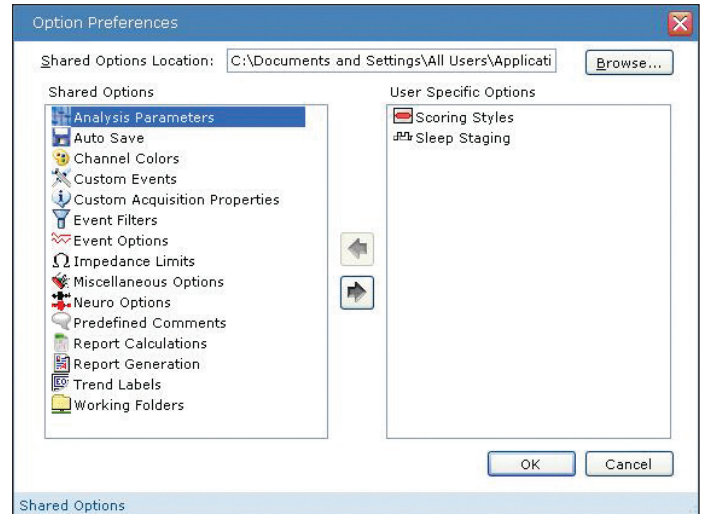 Option Preferences
Shared Options Location: C:\Documents and Settings\All Users\Applicati Browse...
Shared Options
Analysis Parameters
Auto Save
Channel Colors
Custom Events
Custom Acquisition Properties
Event Filters
Event Options
Impedance Limits
Miscellaneous Options
Neuro Options
Predefined Comments
Report Calculations
Report Generation
Trend Labels
Working Folders
User Specific Options
Scoring Styles
Sleep Staging
OK Cancel
Shared Options